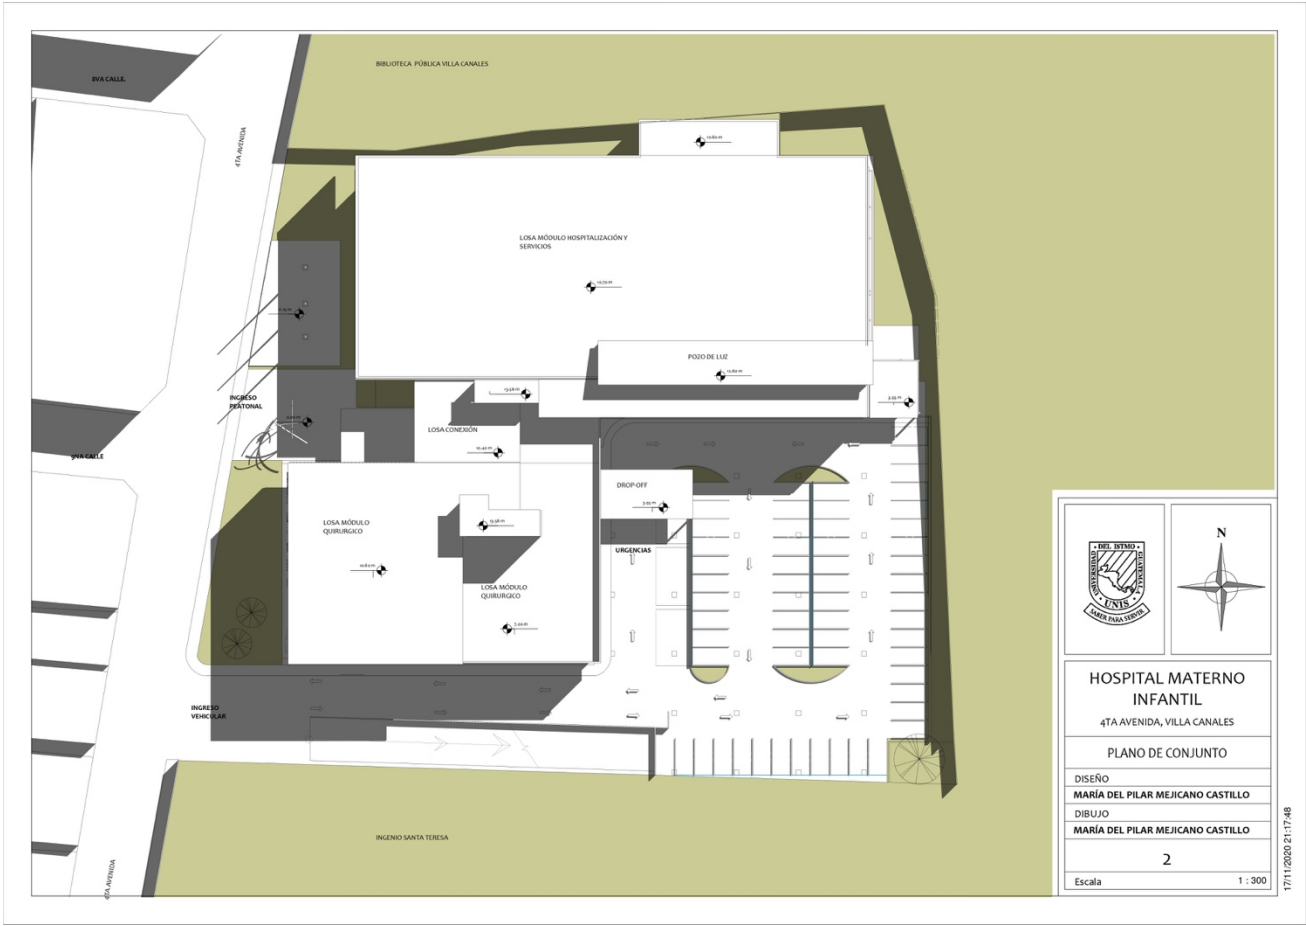 BIBLIOTECA PÚBLICA VILLA CANALES
8VA CALLE.
4TA AVENIDA
LOSA MÓDULO HOSPITALIZACIÓN Y
SERVICIOS
POZO DE LUZ
INGRESO
PEATONAL
LOSA CONEXIÓN
9NA CALLE
DROP-OFF
LOSA MÓDULO
QUIRURGICO
URGENCIAS
LOSA MÓDULO
QUIRURGICO
INGRESO
VEHICULAR
INGENIO SANTA TERESA
4TA AVENIDA
UNIVERSIDAD DEL ISTMO GUATEMALA
UNIS
SABER PARA SERVIR
N
HOSPITAL MATERNO
INFANTIL
4TA AVENIDA, VILLA CANALES
PLANO DE CONJUNTO
DISEÑO
MARÍA DEL PILAR MEJICANO CASTILLO
DIBUJO
MARÍA DEL PILAR MEJICANO CASTILLO
2
Escala 1 : 300
17/11/2020 21:17:48